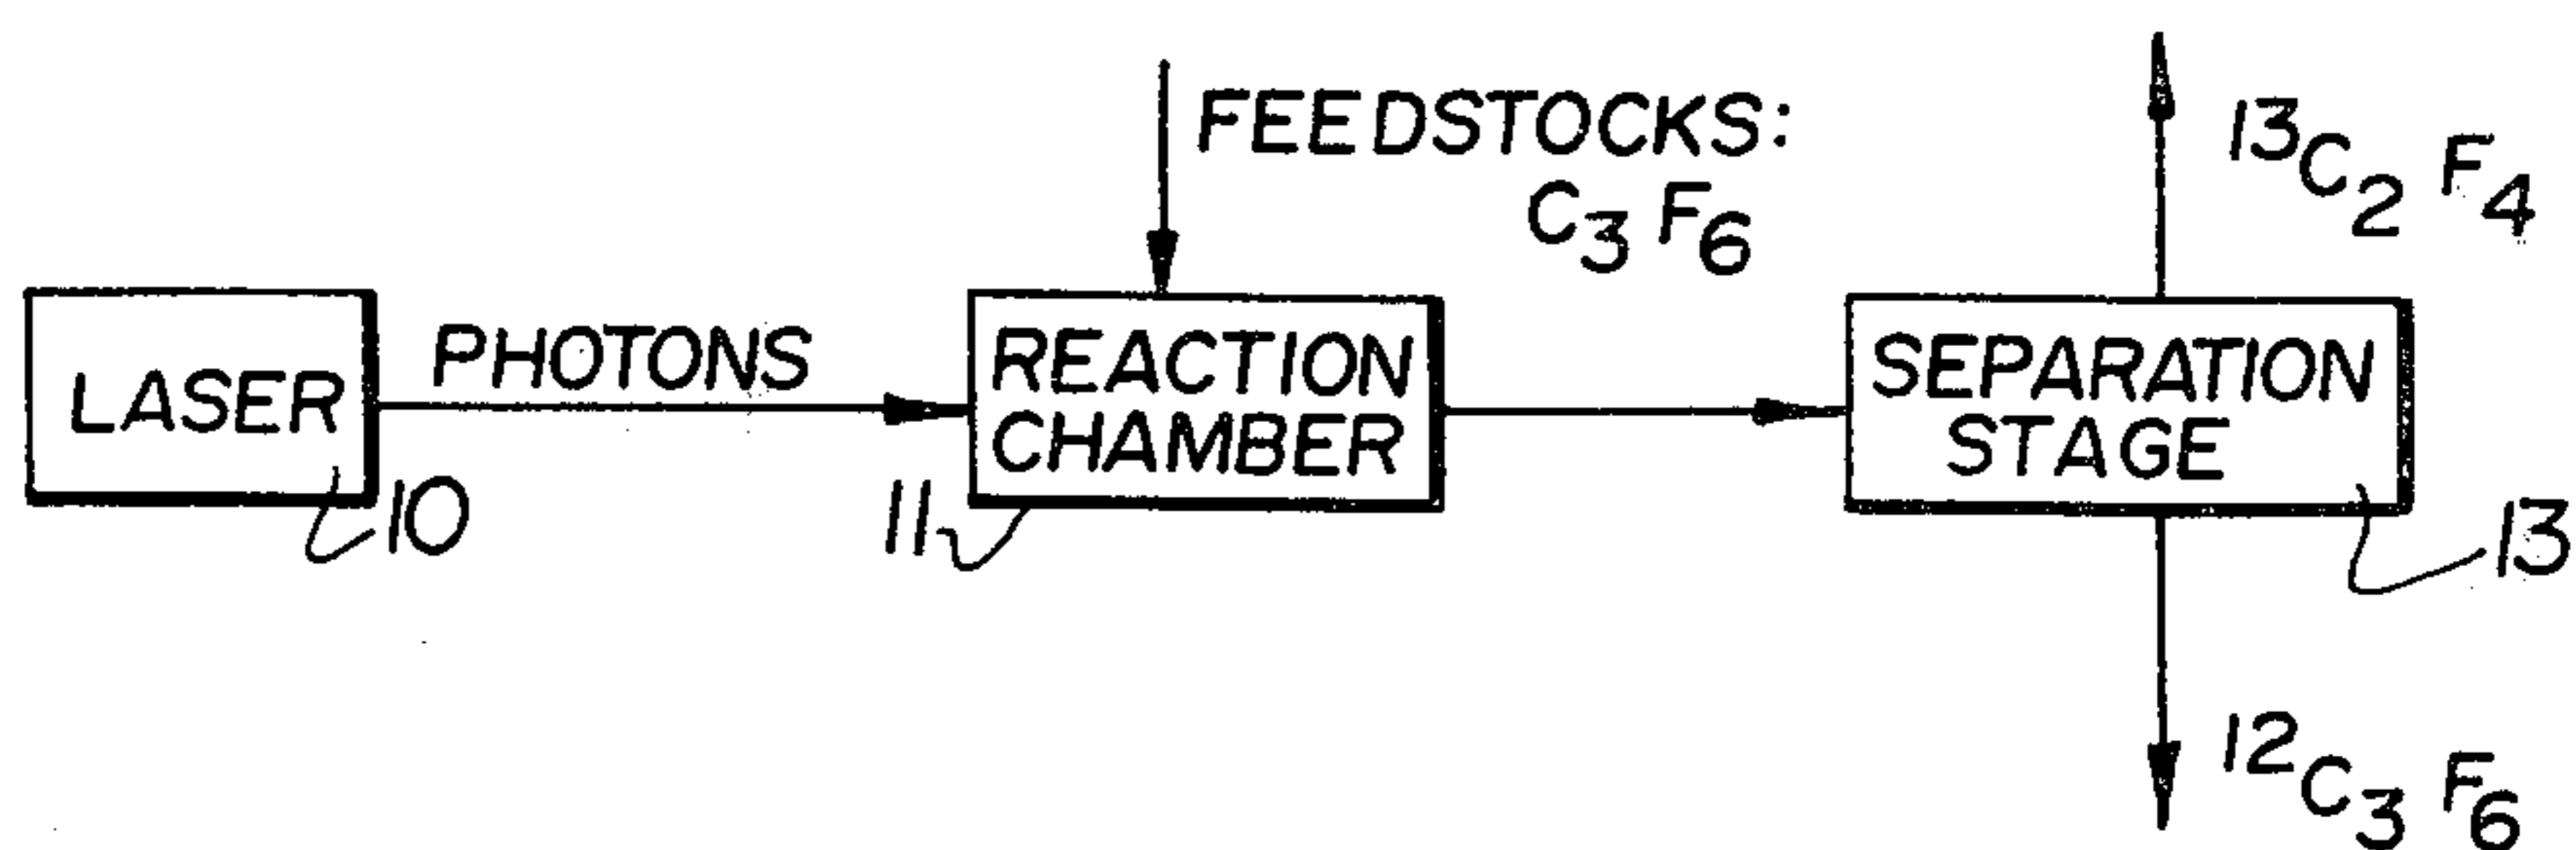 FEEDSTOCKS:
C₃ F₆
¹³C₂ F₄
LASER
PHOTONS
REACTION
CHAMBER
SEPARATION
STAGE
10
11
13
¹²C₃ F₆